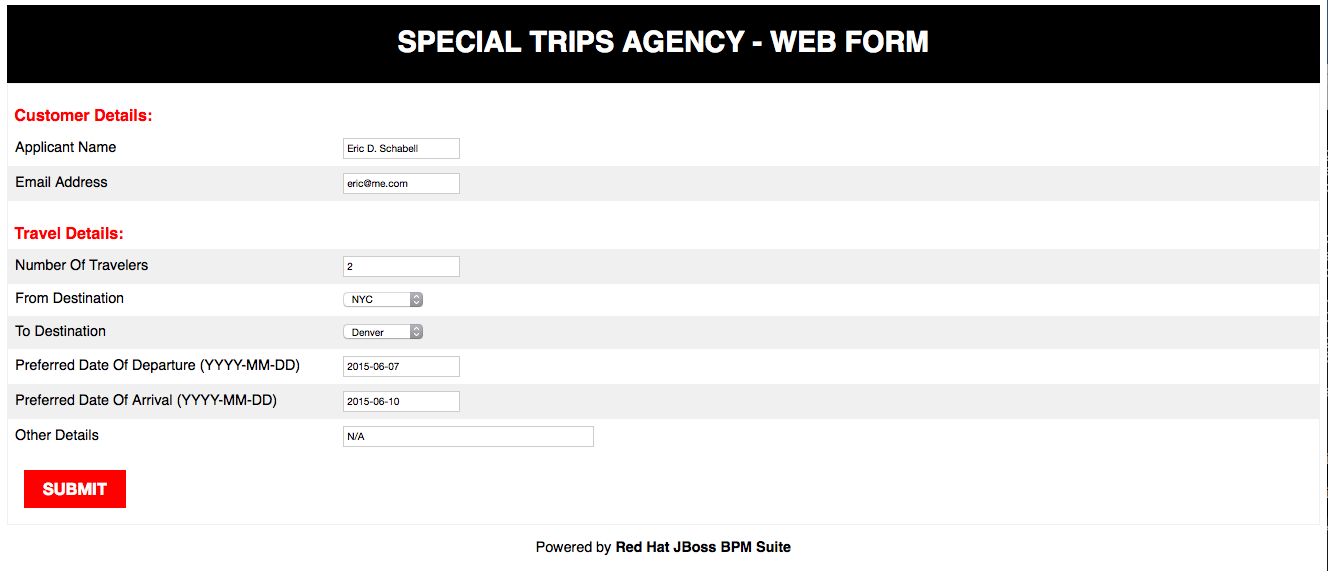 SPECIAL TRIPS AGENCY - WEB FORM
Customer Details:
Applicant Name Eric D. Schabell
Email Address eric@me.com
Travel Details:
Number Of Travelers 2
From Destination NYC
To Destination Denver
Preferred Date Of Departure (YYYY-MM-DD) 2015-06-07
Preferred Date Of Arrival (YYYY-MM-DD) 2015-06-10
Other Details N/A
SUBMIT
Powered by Red Hat JBoss BPM Suite